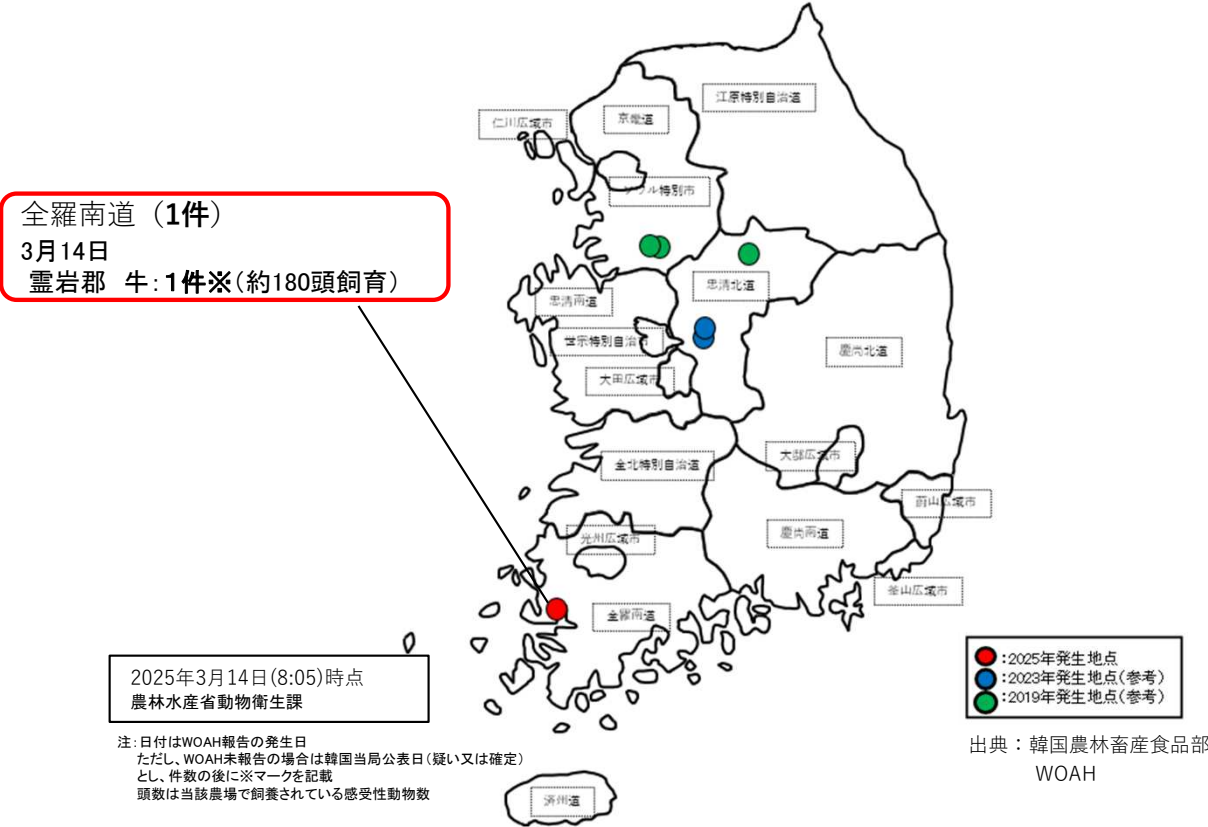 江原特別自治道
仁川広域市
京畿道
ソウル特別市
全羅南道（1件）
3月14日
霊岩郡　牛：1件※（約180頭飼育）
忠清北道
忠清南道
世宗特別自治市
慶尚北道
大田広域市
大邱広域市
全北特別自治道
蔚山広域市
慶尚南道
光州広域市
釜山広域市
全羅南道
2025年3月14日(8:05)時点
農林水産省動物衛生課
:2025年発生地点
:2023年発生地点(参考)
:2019年発生地点(参考)
注：日付はWOAH報告の発生日
ただし、WOAH未報告の場合は韓国当局公表日（疑い又は確定）
とし、件数の後に※マークを記載
頭数は当該農場で飼養されている感受性動物数
出典：韓国農林畜産食品部
WOAH
済州道